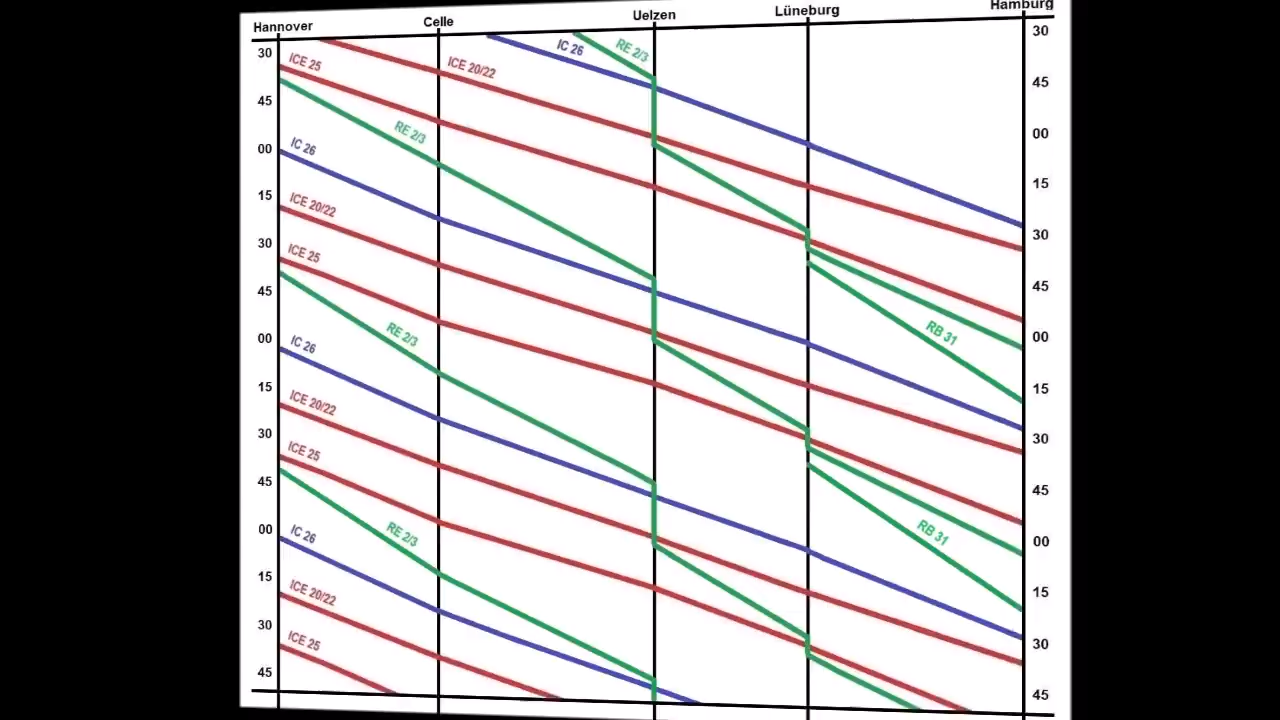 Hannover Celle Uelzen Lüneburg Hamburg
30 IC 26 RE 2/3 30
ICE 25 ICE 20/22
45 45
RE 2/3
00 IC 26 00
15 ICE 20/22 15
30 ICE 25 30
45 45
RE 2/3 RB 31
00 IC 26 00
15 ICE 20/22 15
30 ICE 25 30
45 45
RE 2/3 RB 31
00 IC 26 00
15 ICE 20/22 15
30 ICE 25 30
45 45